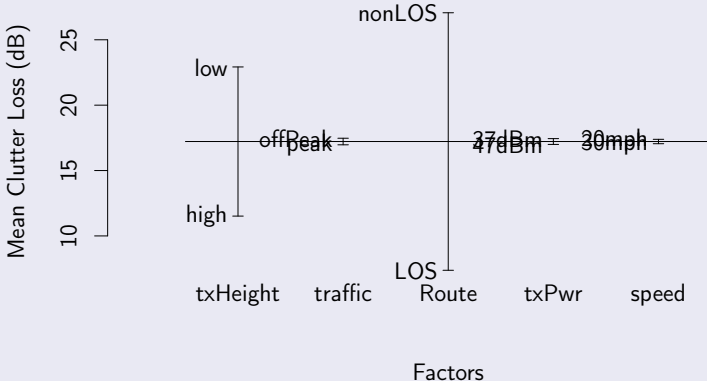 Mean Clutter Loss (dB)
25
20
15
10
nonLOS
low
offPeak
peak
37dBm
47dBm
20mph
30mph
high
LOS
txHeight traffic Route txPwr speed
Factors